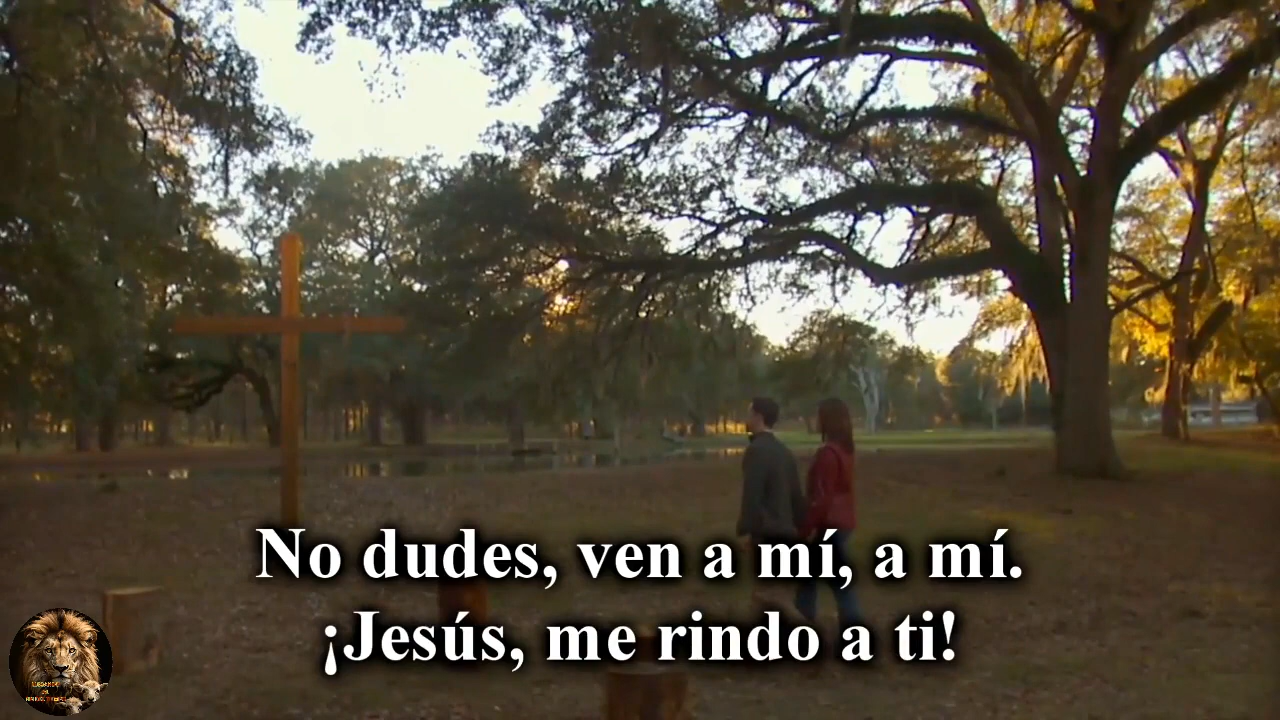 No dudes, ven a mí, a mí.
¡Jesús, me rindo a ti!